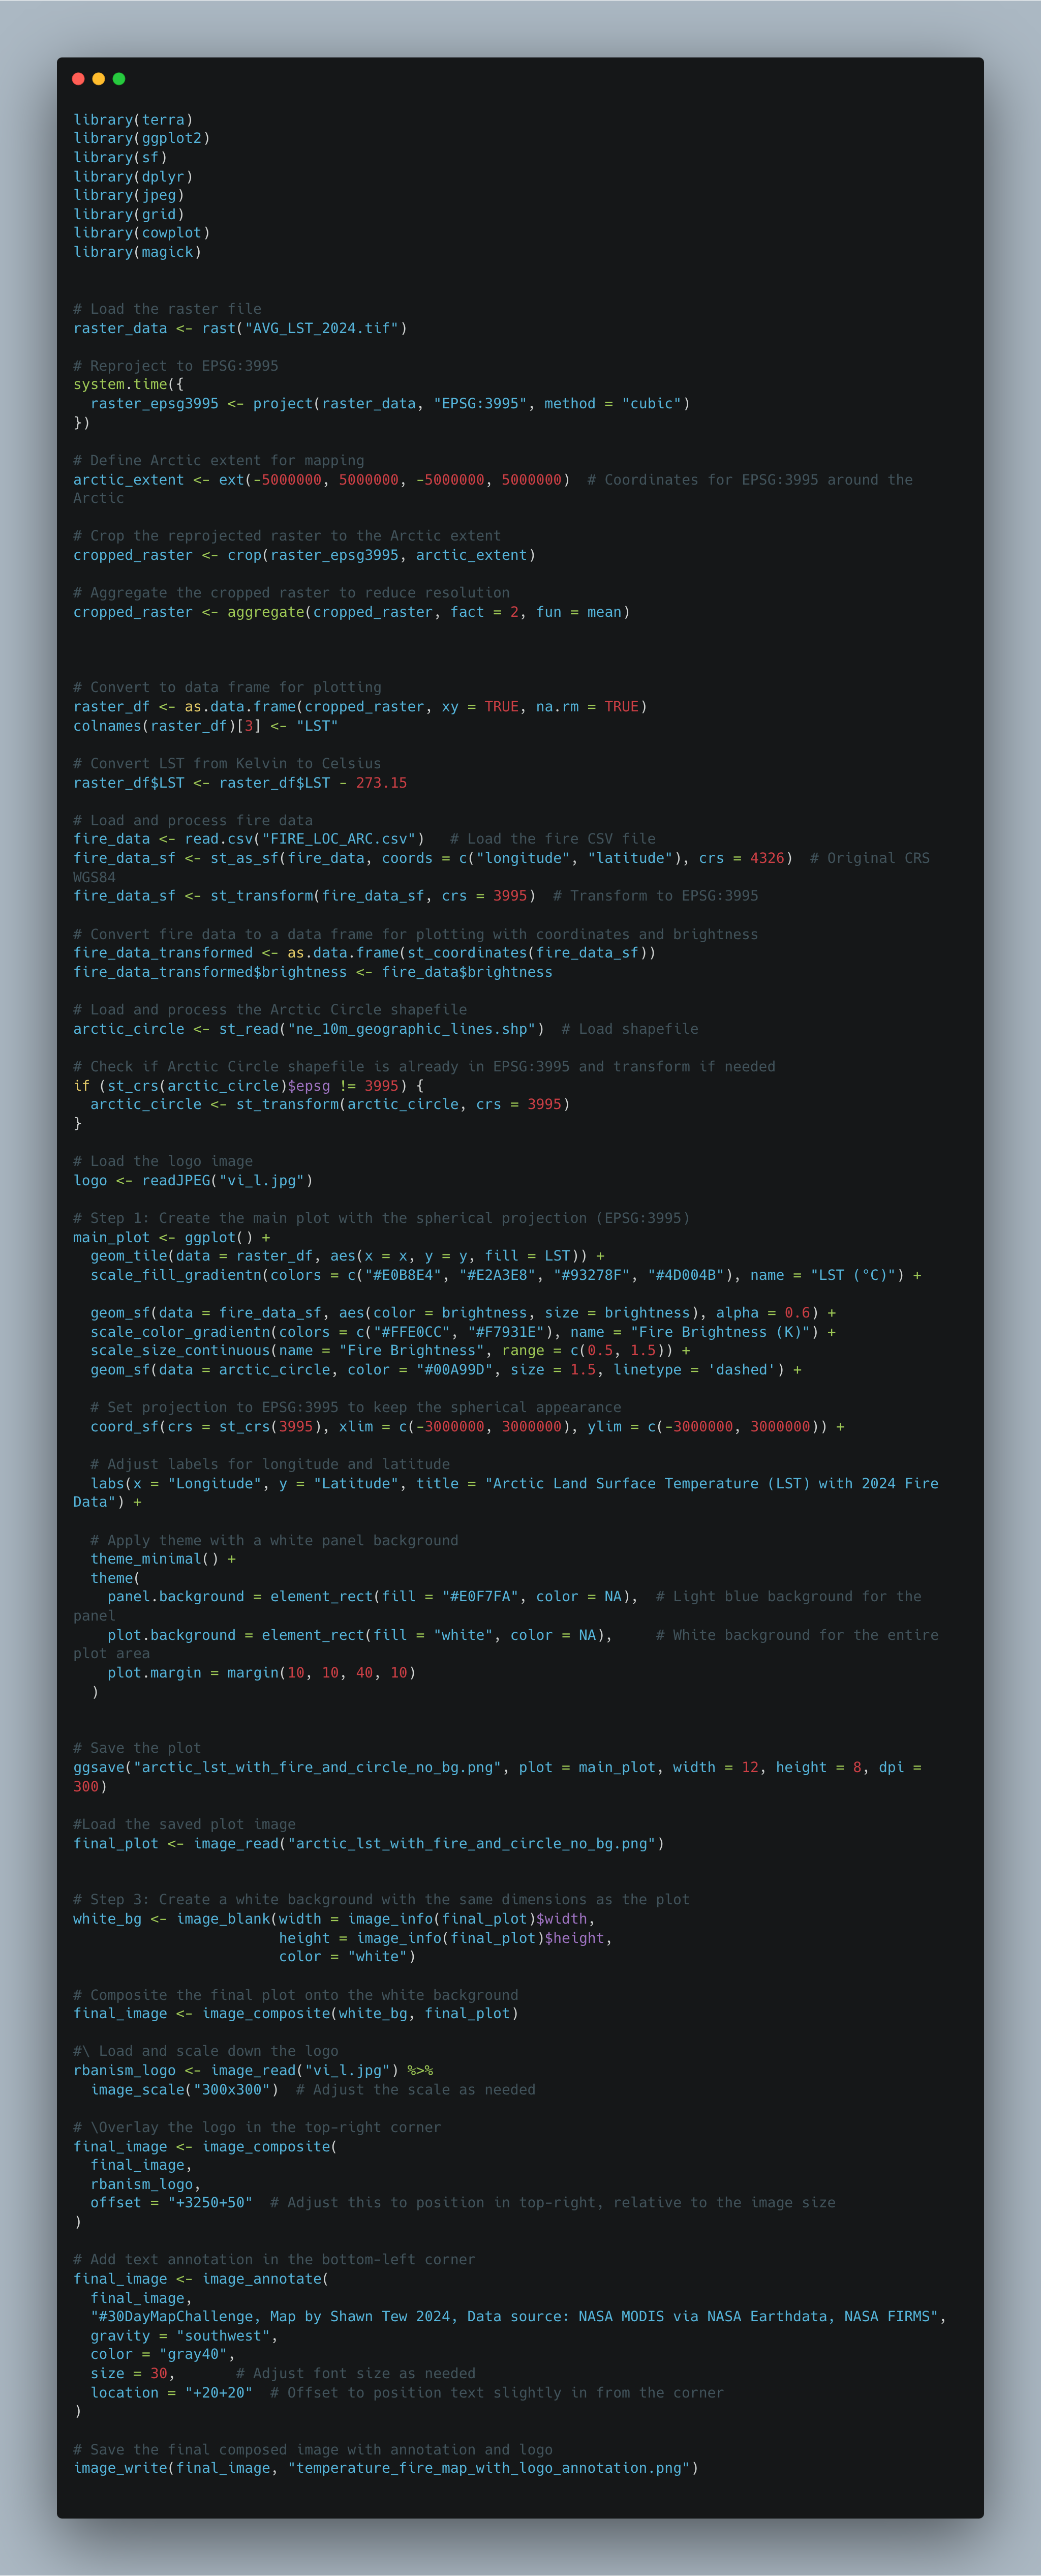 library(terra)
library(ggplot2)
library(sf)
library(dplyr)
library(jpeg)
library(grid)
library(cowplot)
library(magick)
# Load the raster file
raster_data <- rast("AVG_LST_2024.tif")
# Reproject to EPSG:3995
system.time({
  raster_epsg3995 <- project(raster_data, "EPSG:3995", method = "cubic")
})
# Define Arctic extent for mapping
arctic_extent <- ext(-5000000, 5000000, -5000000, 5000000)  # Coordinates for EPSG:3995 around the
Arctic
# Crop the reprojected raster to the Arctic extent
cropped_raster <- crop(raster_epsg3995, arctic_extent)
# Aggregate the cropped raster to reduce resolution
cropped_raster <- aggregate(cropped_raster, fact = 2, fun = mean)
# Convert to data frame for plotting
raster_df <- as.data.frame(cropped_raster, xy = TRUE, na.rm = TRUE)
colnames(raster_df)[3] <- "LST"
# Convert LST from Kelvin to Celsius
raster_df$LST <- raster_df$LST - 273.15
# Load and process fire data
fire_data <- read.csv("FIRE_LOC_ARC.csv")   # Load the fire CSV file
fire_data_sf <- st_as_sf(fire_data, coords = c("longitude", "latitude"), crs = 4326)  # Original CRS
WGS84
fire_data_sf <- st_transform(fire_data_sf, crs = 3995)  # Transform to EPSG:3995
# Convert fire data to a data frame for plotting with coordinates and brightness
fire_data_transformed <- as.data.frame(st_coordinates(fire_data_sf))
fire_data_transformed$brightness <- fire_data$brightness
# Load and process the Arctic Circle shapefile
arctic_circle <- st_read("ne_10m_geographic_lines.shp")  # Load shapefile
# Check if Arctic Circle shapefile is already in EPSG:3995 and transform if needed
if (st_crs(arctic_circle)$epsg != 3995) {
  arctic_circle <- st_transform(arctic_circle, crs = 3995)
}
# Load the logo image
logo <- readJPEG("vi_l.jpg")
# Step 1: Create the main plot with the spherical projection (EPSG:3995)
main_plot <- ggplot() +
  geom_tile(data = raster_df, aes(x = x, y = y, fill = LST)) +
  scale_fill_gradientn(colors = c("#E0B8E4", "#E2A3E8", "#93278F", "#4D004B"), name = "LST (°C)") +
  geom_sf(data = fire_data_sf, aes(color = brightness, size = brightness), alpha = 0.6) +
  scale_color_gradientn(colors = c("#FFE0CC", "#F7931E"), name = "Fire Brightness (K)") +
  scale_size_continuous(name = "Fire Brightness", range = c(0.5, 1.5)) +
  geom_sf(data = arctic_circle, color = "#00A99D", size = 1.5, linetype = 'dashed') +
  # Set projection to EPSG:3995 to keep the spherical appearance
  coord_sf(crs = st_crs(3995), xlim = c(-3000000, 3000000), ylim = c(-3000000, 3000000)) +
  # Adjust labels for longitude and latitude
  labs(x = "Longitude", y = "Latitude", title = "Arctic Land Surface Temperature (LST) with 2024 Fire
Data") +
  # Apply theme with a white panel background
  theme_minimal() +
  theme(
    panel.background = element_rect(fill = "#E0F7FA", color = NA),  # Light blue background for the
panel
    plot.background = element_rect(fill = "white", color = NA),     # White background for the entire
plot area
    plot.margin = margin(10, 10, 40, 10)
  )
# Save the plot
ggsave("arctic_lst_with_fire_and_circle_no_bg.png", plot = main_plot, width = 12, height = 8, dpi =
300)
#Load the saved plot image
final_plot <- image_read("arctic_lst_with_fire_and_circle_no_bg.png")
# Step 3: Create a white background with the same dimensions as the plot
white_bg <- image_blank(width = image_info(final_plot)$width,
                        height = image_info(final_plot)$height,
                        color = "white")
# Composite the final plot onto the white background
final_image <- image_composite(white_bg, final_plot)
#\ Load and scale down the logo
rbanism_logo <- image_read("vi_l.jpg") %>%
  image_scale("300x300")  # Adjust the scale as needed
# \Overlay the logo in the top-right corner
final_image <- image_composite(
  final_image,
  rbanism_logo,
  offset = "+3250+50"  # Adjust this to position in top-right, relative to the image size
)
# Add text annotation in the bottom-left corner
final_image <- image_annotate(
  final_image,
  "#30DayMapChallenge, Map by Shawn Tew 2024, Data source: NASA MODIS via NASA Earthdata, NASA FIRMS",
  gravity = "southwest",
  color = "gray40",
  size = 30,       # Adjust font size as needed
  location = "+20+20"  # Offset to position text slightly in from the corner
)
# Save the final composed image with annotation and logo
image_write(final_image, "temperature_fire_map_with_logo_annotation.png")